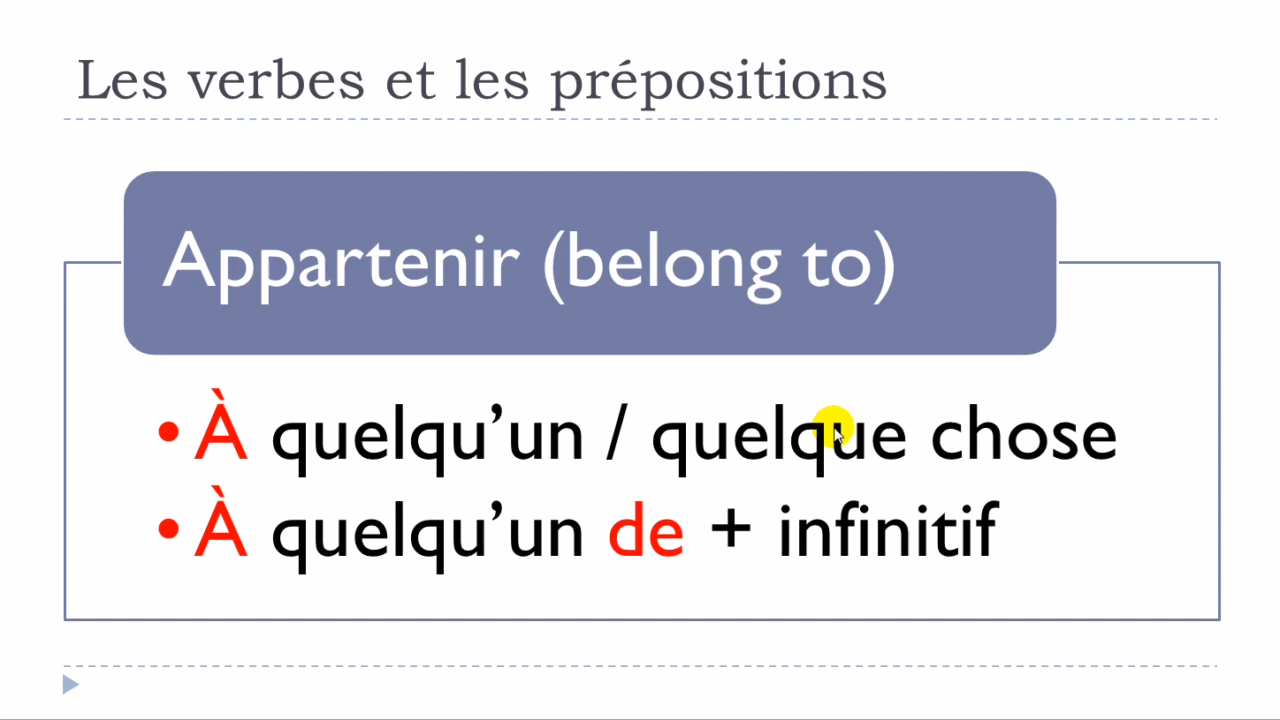 Les verbes et les prépositions
Appartenir (belong to)
•À quelqu’un / quelque chose
•À quelqu’un de + infinitif